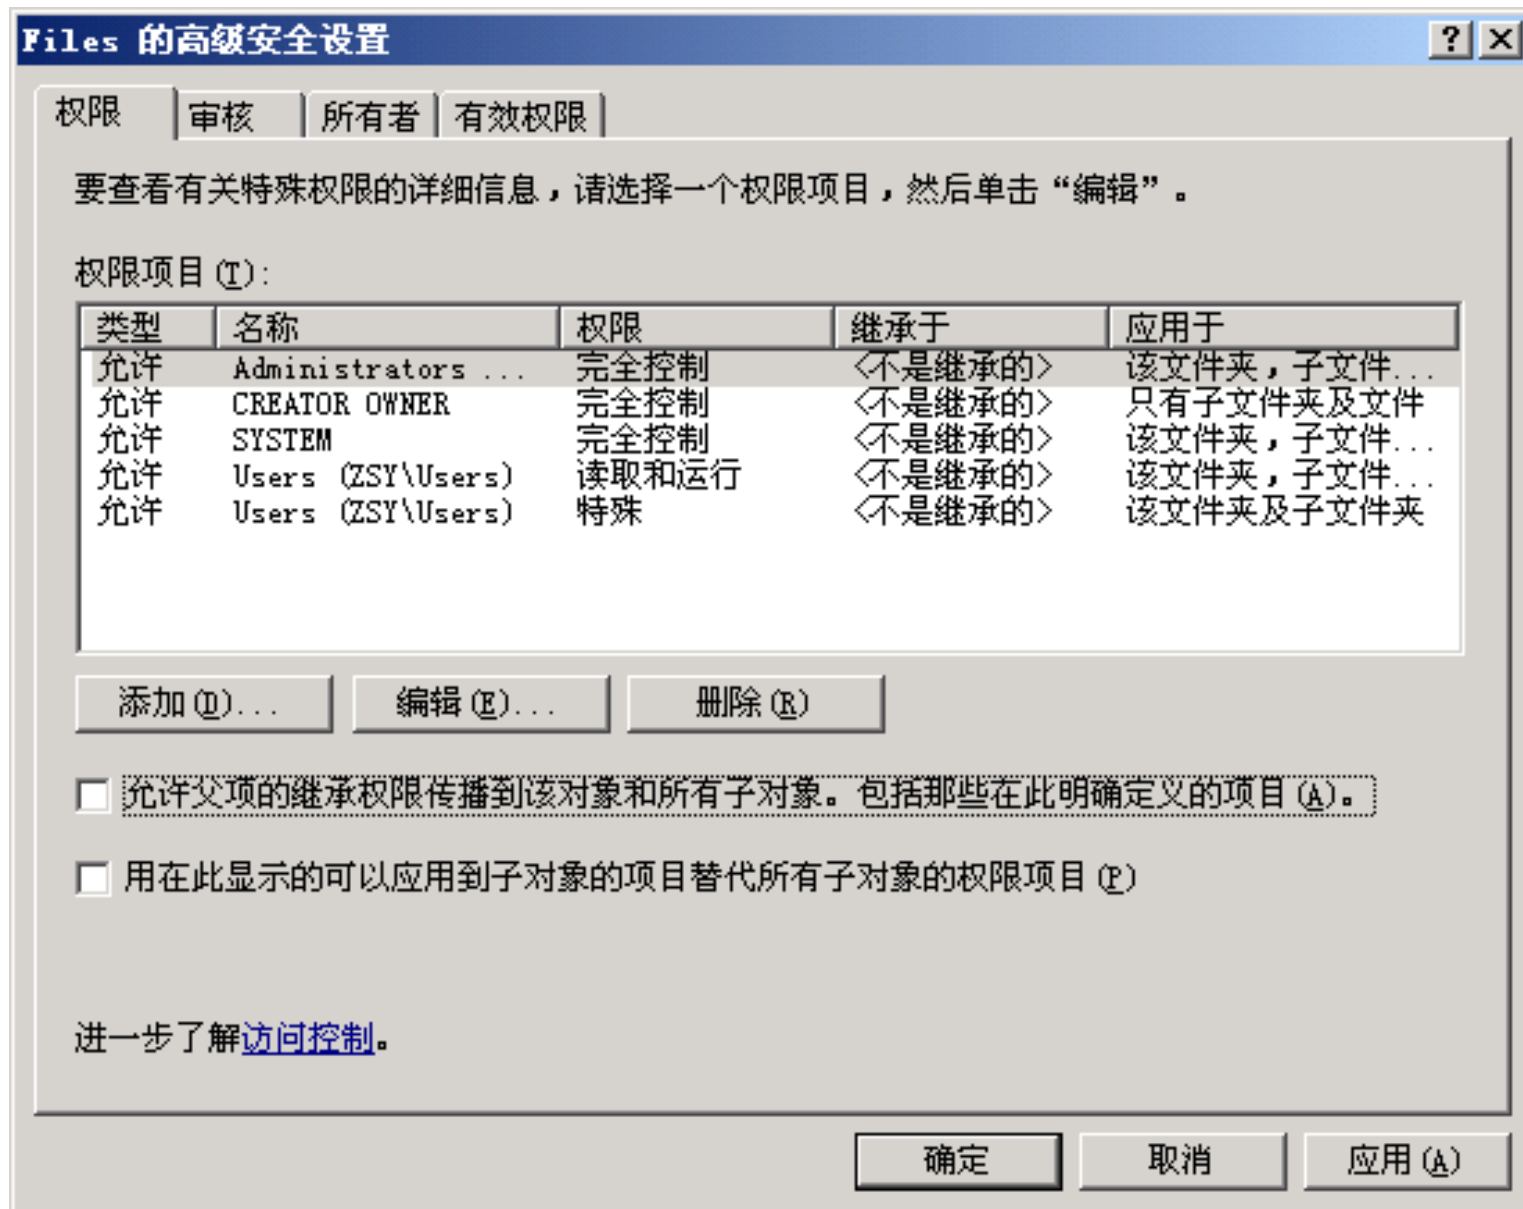 Files 的高级安全设置
权限 审核 所有者 有效权限
要查看有关特殊权限的详细信息，请选择一个权限项目，然后单击“编辑”。
权限项目(T):
类型 名称 权限 继承于 应用于
允许 Administrators ... 完全控制 <不是继承的> 该文件夹，子文件...
允许 CREATOR OWNER 完全控制 <不是继承的> 只有子文件夹及文件
允许 SYSTEM 完全控制 <不是继承的> 该文件夹，子文件...
允许 Users (ZSY\Users) 读取和运行 <不是继承的> 该文件夹，子文件...
允许 Users (ZSY\Users) 特殊 <不是继承的> 该文件夹及子文件夹
添加(D)... 编辑(E)... 删除(R)
允许父项的继承权限传播到该对象和所有子对象。包括那些在此明确定义的项目(A)。
用在此显示的可以应用到子对象的项目替代所有子对象的权限项目(P)
进一步了解访问控制。
确定 取消 应用(A)